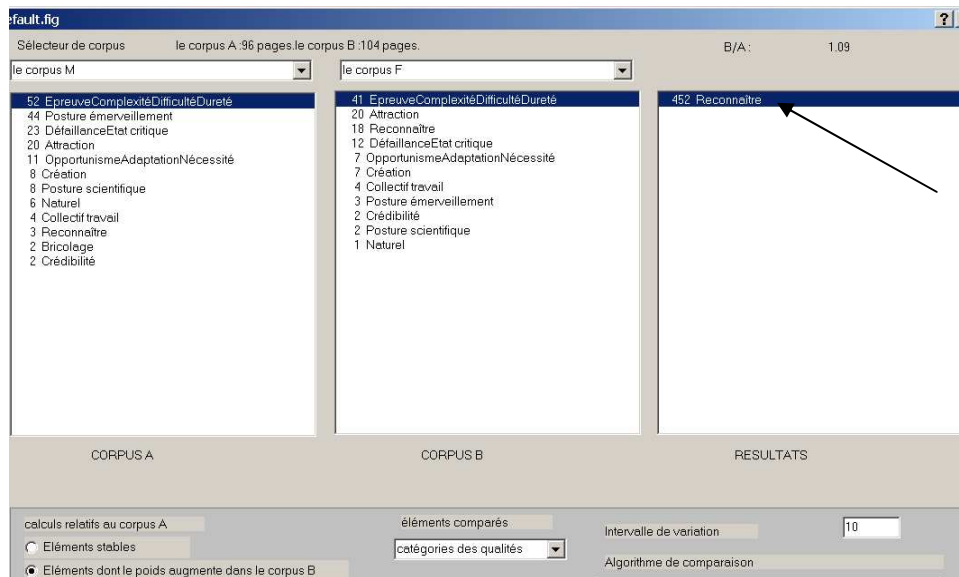 efault.fig
Sélecteur de corpus le corpus A :96 pages.le corpus B :104 pages. B/A : 1.09
le corpus M
le corpus F
52 EpreuveComplexitéDifficultéDureté
44 Posture émerveillement
23 DéfaillanceEtat critique
20 Attraction
11 OpportunismeAdaptationNécessité
8 Création
8 Posture scientifique
6 Naturel
4 Collectif travail
3 Reconnaître
2 Bricolage
2 Crédibilité
41 EpreuveComplexitéDifficultéDureté
20 Attraction
18 Reconnaître
12 DéfaillanceEtat critique
7 OpportunismeAdaptationNécessité
7 Création
4 Collectif travail
3 Posture émerveillement
2 Crédibilité
2 Posture scientifique
1 Naturel
452 Reconnaître
CORPUS A
CORPUS B
RESULTATS
calculs relatifs au corpus A
Eléments stables
Eléments dont le poids augmente dans le corpus B
éléments comparés
catégories des qualités
Intervalle de variation 10
Algorithme de comparaison